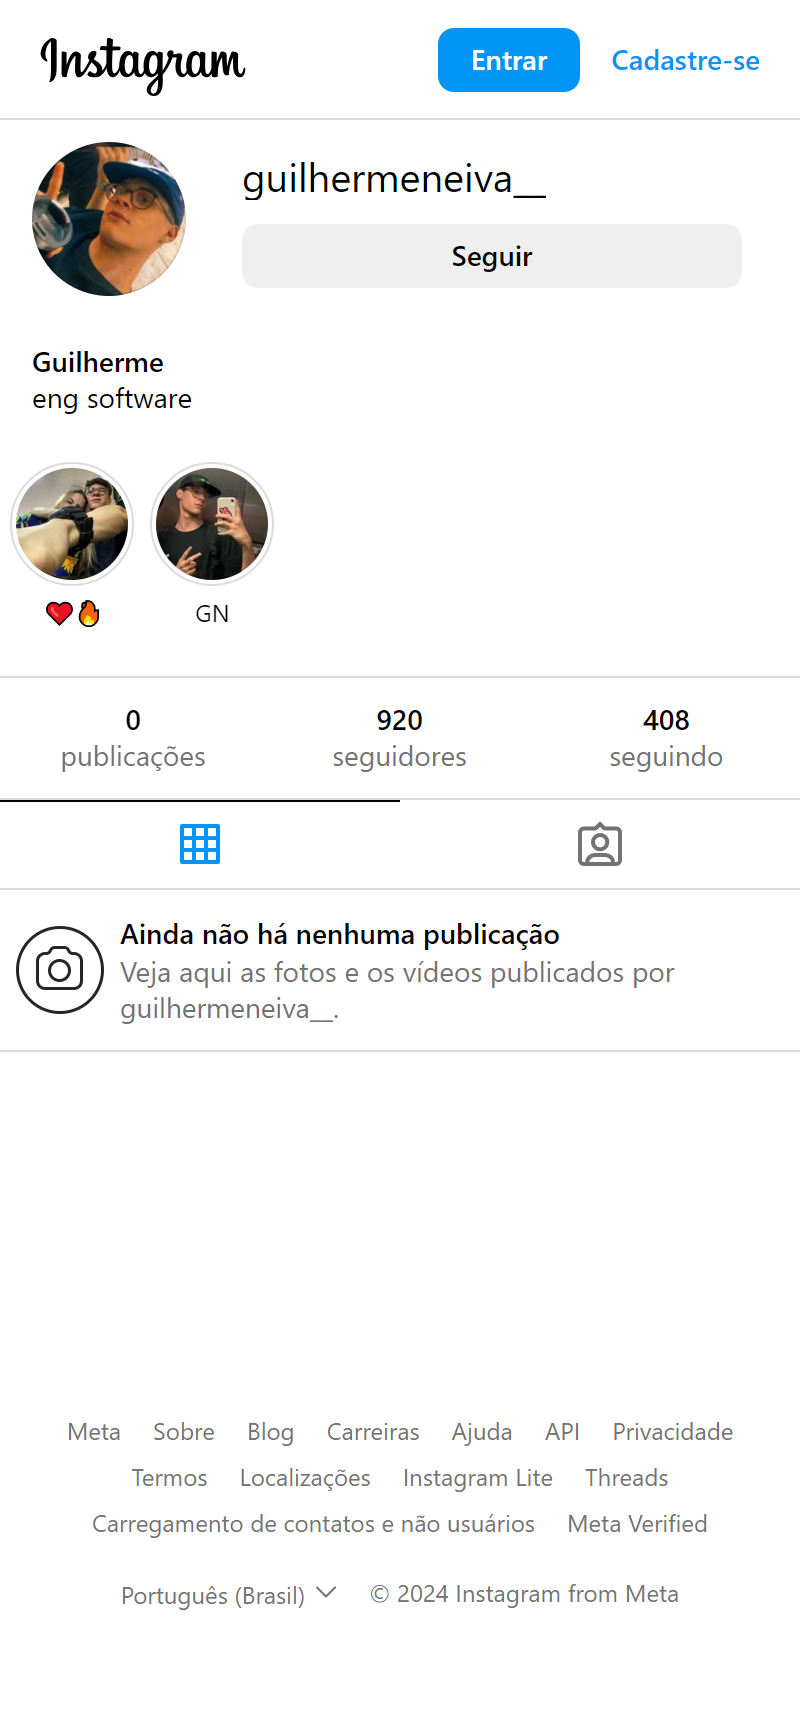 Instagram
Entrar
Cadastre-se
guilhermeneiva__
Seguir
Guilherme
eng software
❤️🔥
GN
0
publicações
920
seguidores
408
seguindo
Ainda não há nenhuma publicação
Veja aqui as fotos e os vídeos publicados por
guilhermeneiva__.
Meta Sobre Blog Carreiras Ajuda API Privacidade
Termos Localizações Instagram Lite Threads
Carregamento de contatos e não usuários Meta Verified
Português (Brasil) © 2024 Instagram from Meta